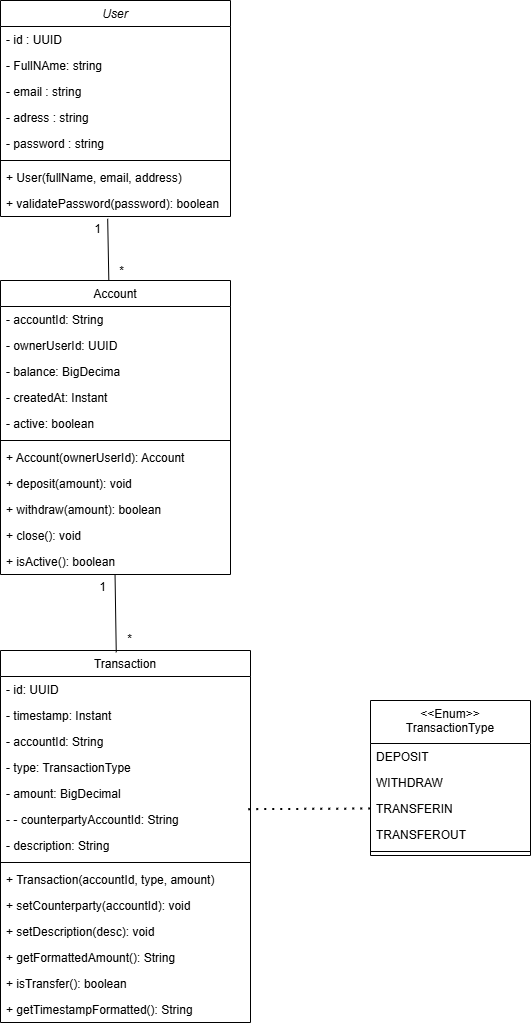 User
- id : UUID
- FullNAme: string
- email : string
- adress : string
- password : string
+ User(fullName, email, address)
+ validatePassword(password): boolean
1
*
Account
- accountId: String
- ownerUserId: UUID
- balance: BigDecima
- createdAt: Instant
- active: boolean
+ Account(ownerUserId): Account
+ deposit(amount): void
+ withdraw(amount): boolean
+ close(): void
+ isActive(): boolean
1
*
Transaction
- id: UUID
- timestamp: Instant
- accountId: String
- type: TransactionType
- amount: BigDecimal
- - counterpartyAccountId: String
- description: String
+ Transaction(accountId, type, amount)
+ setCounterparty(accountId): void
+ setDescription(desc): void
+ getFormattedAmount(): String
+ isTransfer(): boolean
+ getTimestampFormatted(): String
<<Enum>>
TransactionType
DEPOSIT
WITHDRAW
TRANSFERIN
TRANSFEROUT